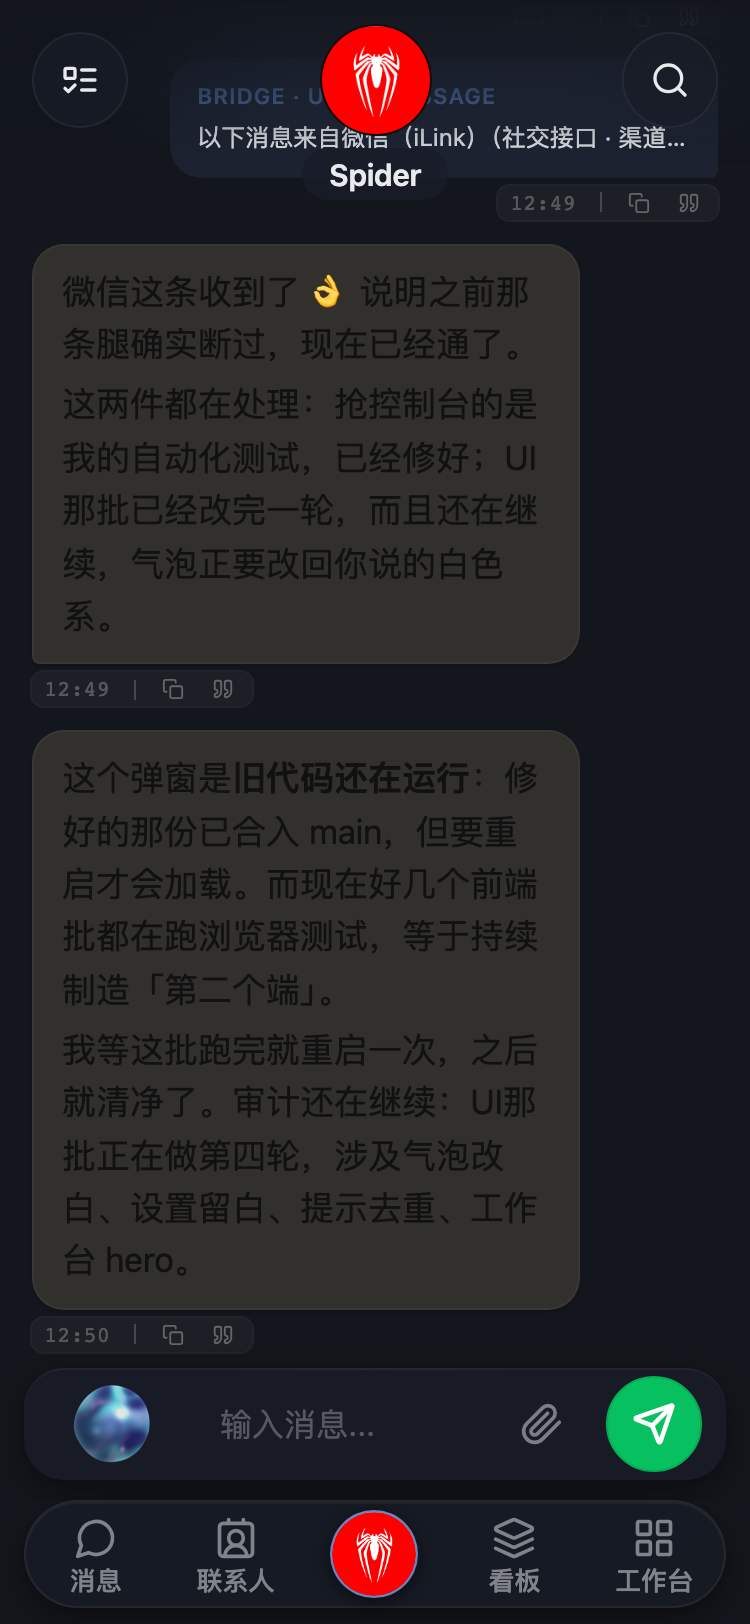 BRIDGE · U SSAGE
以下消息来自微信（iLink）(社交接口 · 渠道...
Spider
12:49
微信这条收到了 👌 说明之前那
条腿确实断过，现在已经通了。
这两件都在处理：抢控制台的是
我的自动化测试，已经修好；UI
那批已经改完一轮，而且还在继
续，气泡正要改回你说的白色
系。
12:49
这个弹窗是旧代码还在运行：修
好的那份已合入 main，但要重
启才会加载。而现在好几个前端
批都在跑浏览器测试，等于持续
制造「第二个端」。
我等这批跑完就重启一次，之后
就清净了。审计还在继续：UI那
批正在做第四轮，涉及气泡改
白、设置留白、提示去重、工作
台 hero。
12:50
输入消息...
消息
联系人
看板
工作台